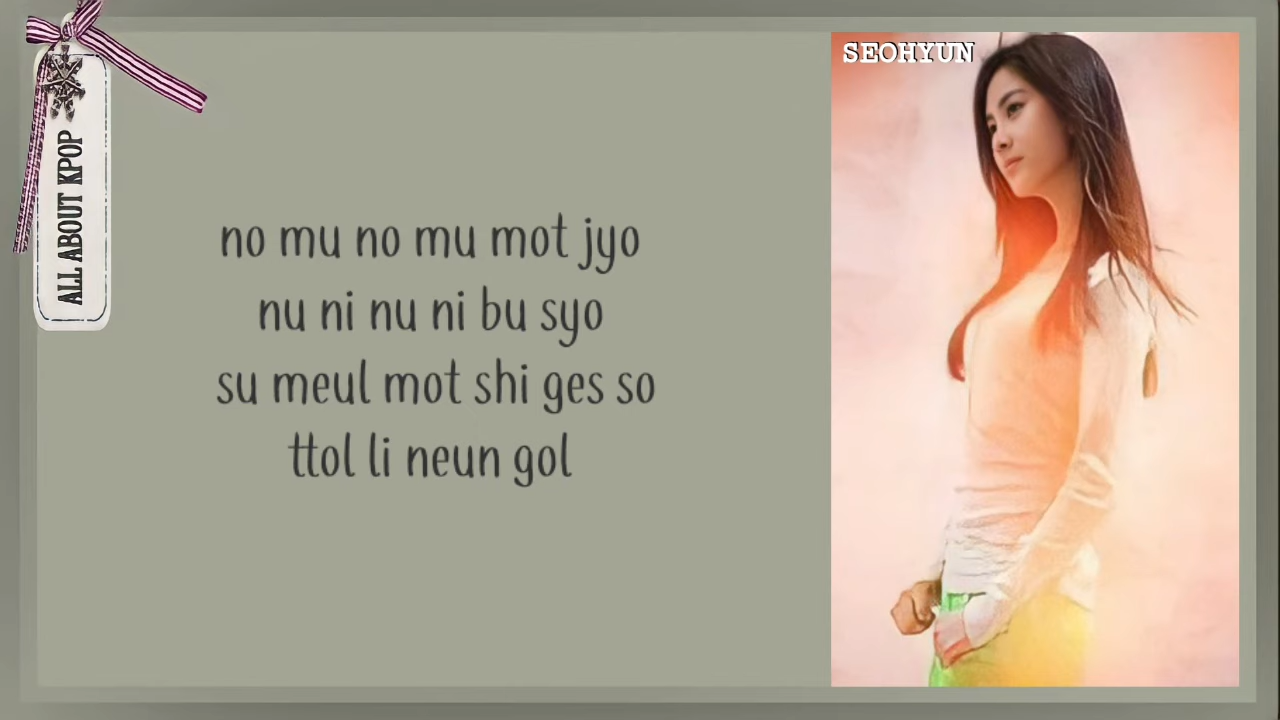 ALL ABOUT KPOP
SEOHYUN
no mu no mu mot jyo
nu ni nu ni bu syo
su meul mot shi ges so
ttol li neun gol